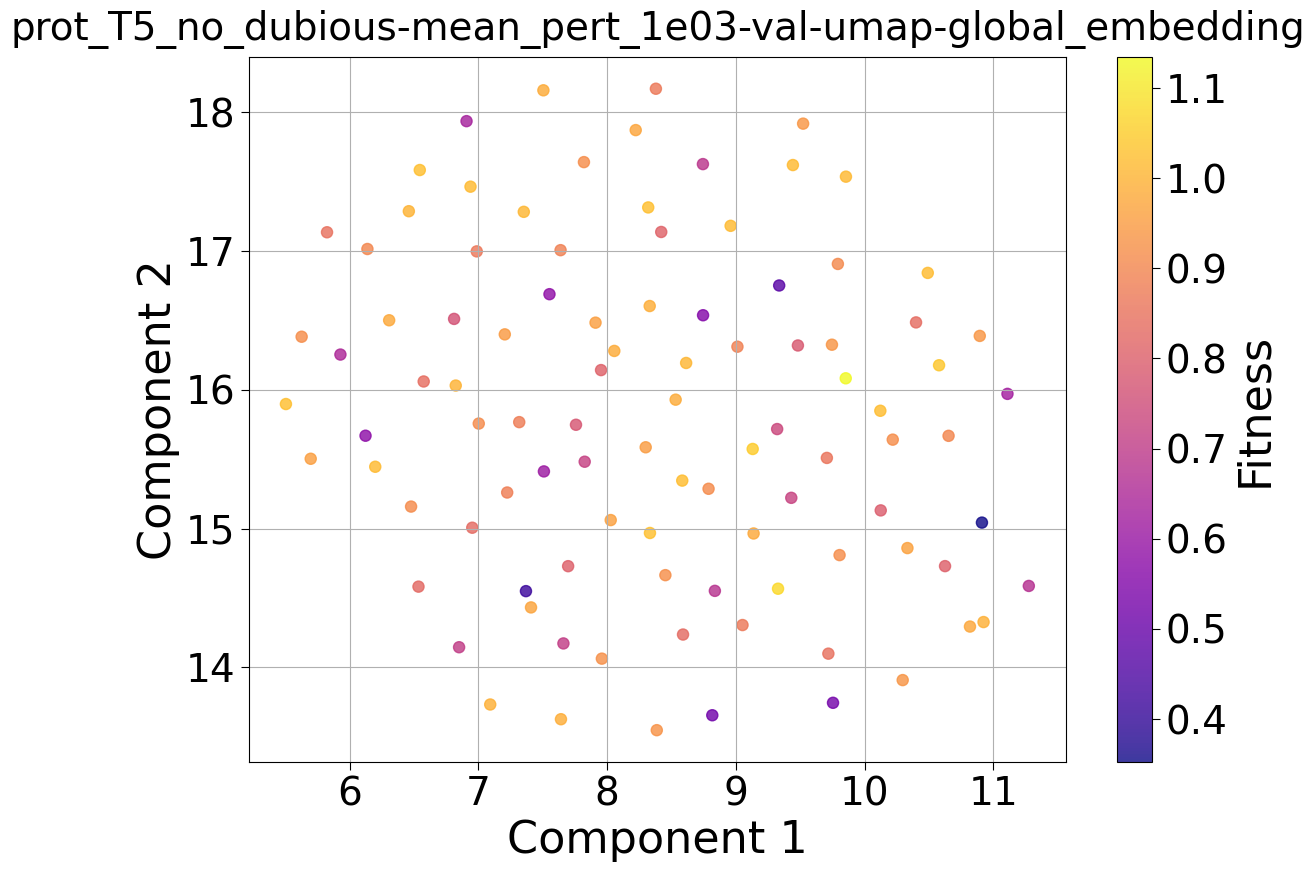 prot_T5_no_dubious-mean_pert_1e03-val-umap-global_embedding
Component 2
18
17
16
15
14
6 7 8 9 10 11
Component 1
1.1
1.0
0.9
0.8
0.7
0.6
0.5
0.4
Fitness